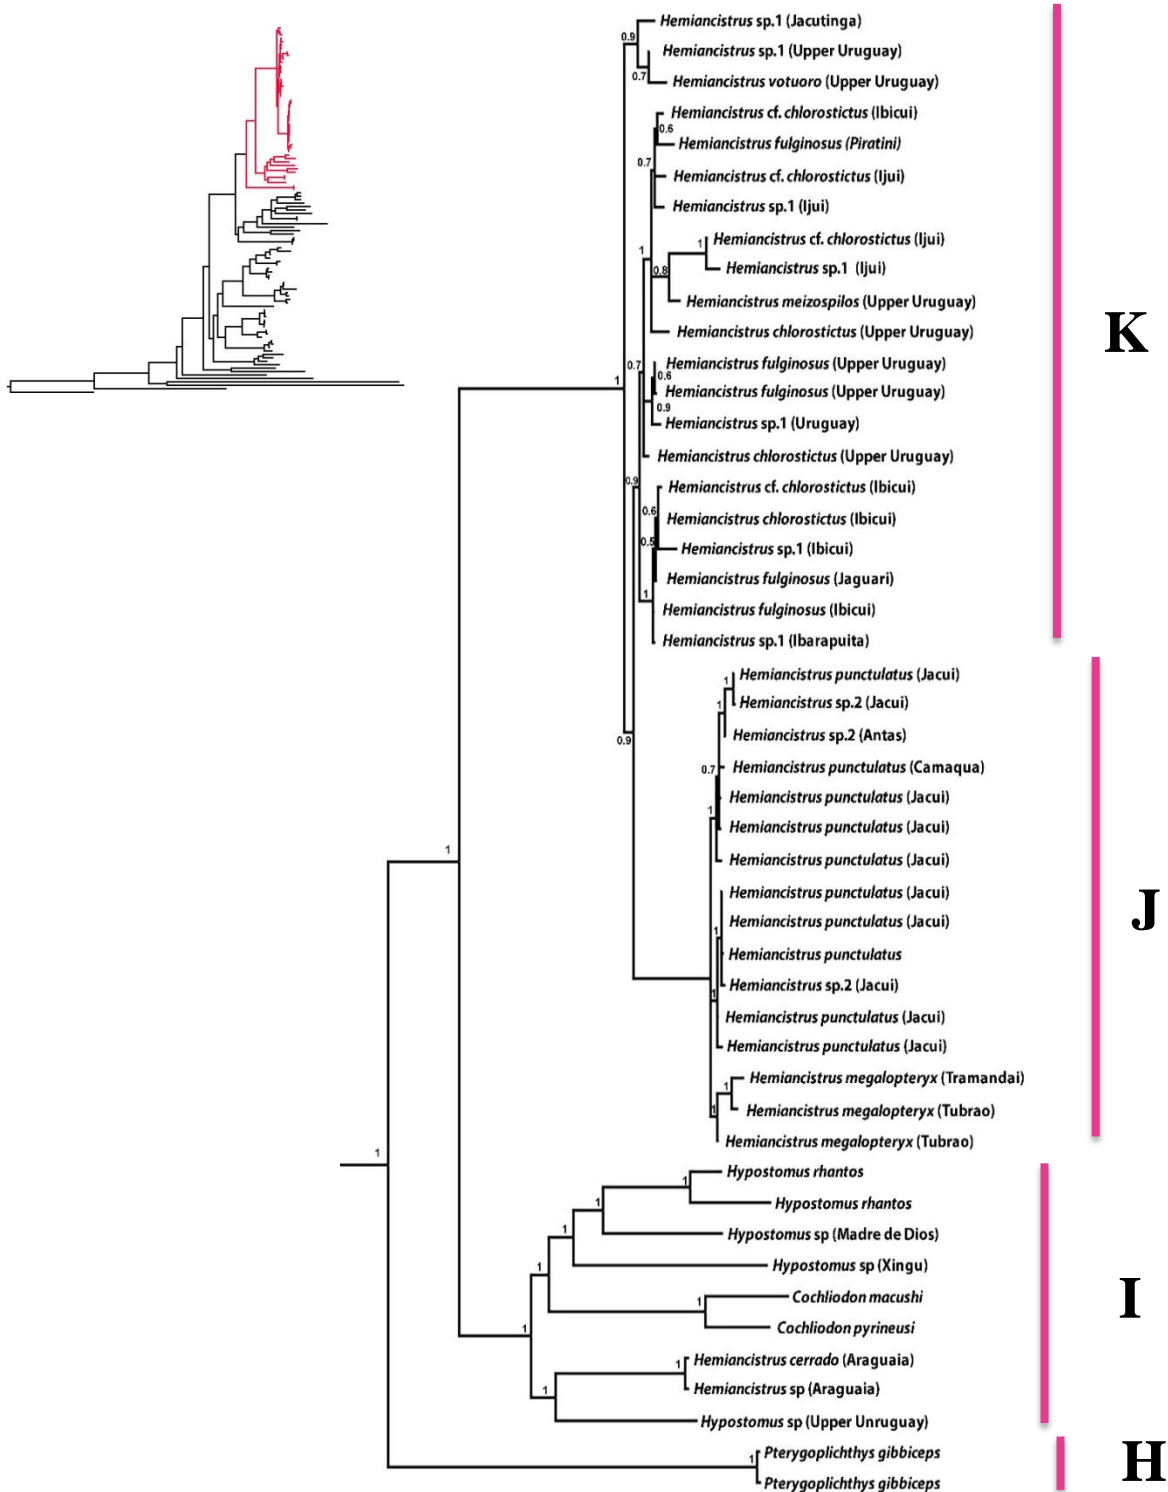 Hemiancistrus sp.1 (Jacutinga)
0.9
Hemiancistrus sp.1 (Upper Uruguay)
0.7
Hemiancistrus votuoro (Upper Uruguay)
Hemiancistrus cf. chlorostictus (Ibicui)
0.6
Hemiancistrus fulginosus (Piratini)
0.7
Hemiancistrus cf. chlorostictus (Ijui)
Hemiancistrus sp.1 (Ijui)
Hemiancistrus cf. chlorostictus (Ijui)
1
1
Hemiancistrus sp.1 (Ijui)
0.8
Hemiancistrus meizospilos (Upper Uruguay)
Hemiancistrus chlorostictus (Upper Uruguay)
K
Hemiancistrus fulginosus (Upper Uruguay)
0.7
0.6
1
Hemiancistrus fulginosus (Upper Uruguay)
0.9
Hemiancistrus sp.1 (Uruguay)
Hemiancistrus chlorostictus (Upper Uruguay)
0.9
Hemiancistrus cf. chlorostictus (Ibicui)
0.6
Hemiancistrus chlorostictus (Ibicui)
0.5
Hemiancistrus sp.1 (Ibicui)
Hemiancistrus fulginosus (Jaguari)
1
Hemiancistrus fulginosus (Ibicui)
Hemiancistrus sp.1 (Ibarapuita)
Hemiancistrus punctulatus (Jacui)
1
Hemiancistrus sp.2 (Jacui)
1
Hemiancistrus sp.2 (Antas)
0.9
Hemiancistrus punctulatus (Camaqua)
0.7
Hemiancistrus punctulatus (Jacui)
1
Hemiancistrus punctulatus (Jacui)
1
Hemiancistrus punctulatus (Jacui)
Hemiancistrus punctulatus (Jacui)
J
Hemiancistrus punctulatus (Jacui)
1
Hemiancistrus punctulatus
Hemiancistrus sp.2 (Jacui)
1
Hemiancistrus punctulatus (Jacui)
Hemiancistrus punctulatus (Jacui)
Hemiancistrus megalopteryx (Tramandai)
1
Hemiancistrus megalopteryx (Tubrao)
1
Hemiancistrus megalopteryx (Tubrao)
1
Hypostomus rhantos
1
Hypostomus rhantos
1
Hypostomus sp (Madre de Dios)
1
Hypostomus sp (Xingu)
1
Cochliodon macushi
1
I
Cochliodon pyrineusi
1
Hemiancistrus cerrado (Araguaia)
1
Hemiancistrus sp (Araguaia)
1
Hypostomus sp (Upper Unruguay)
Pterygoplichthys gibbiceps
1
H
Pterygoplichthys gibbiceps